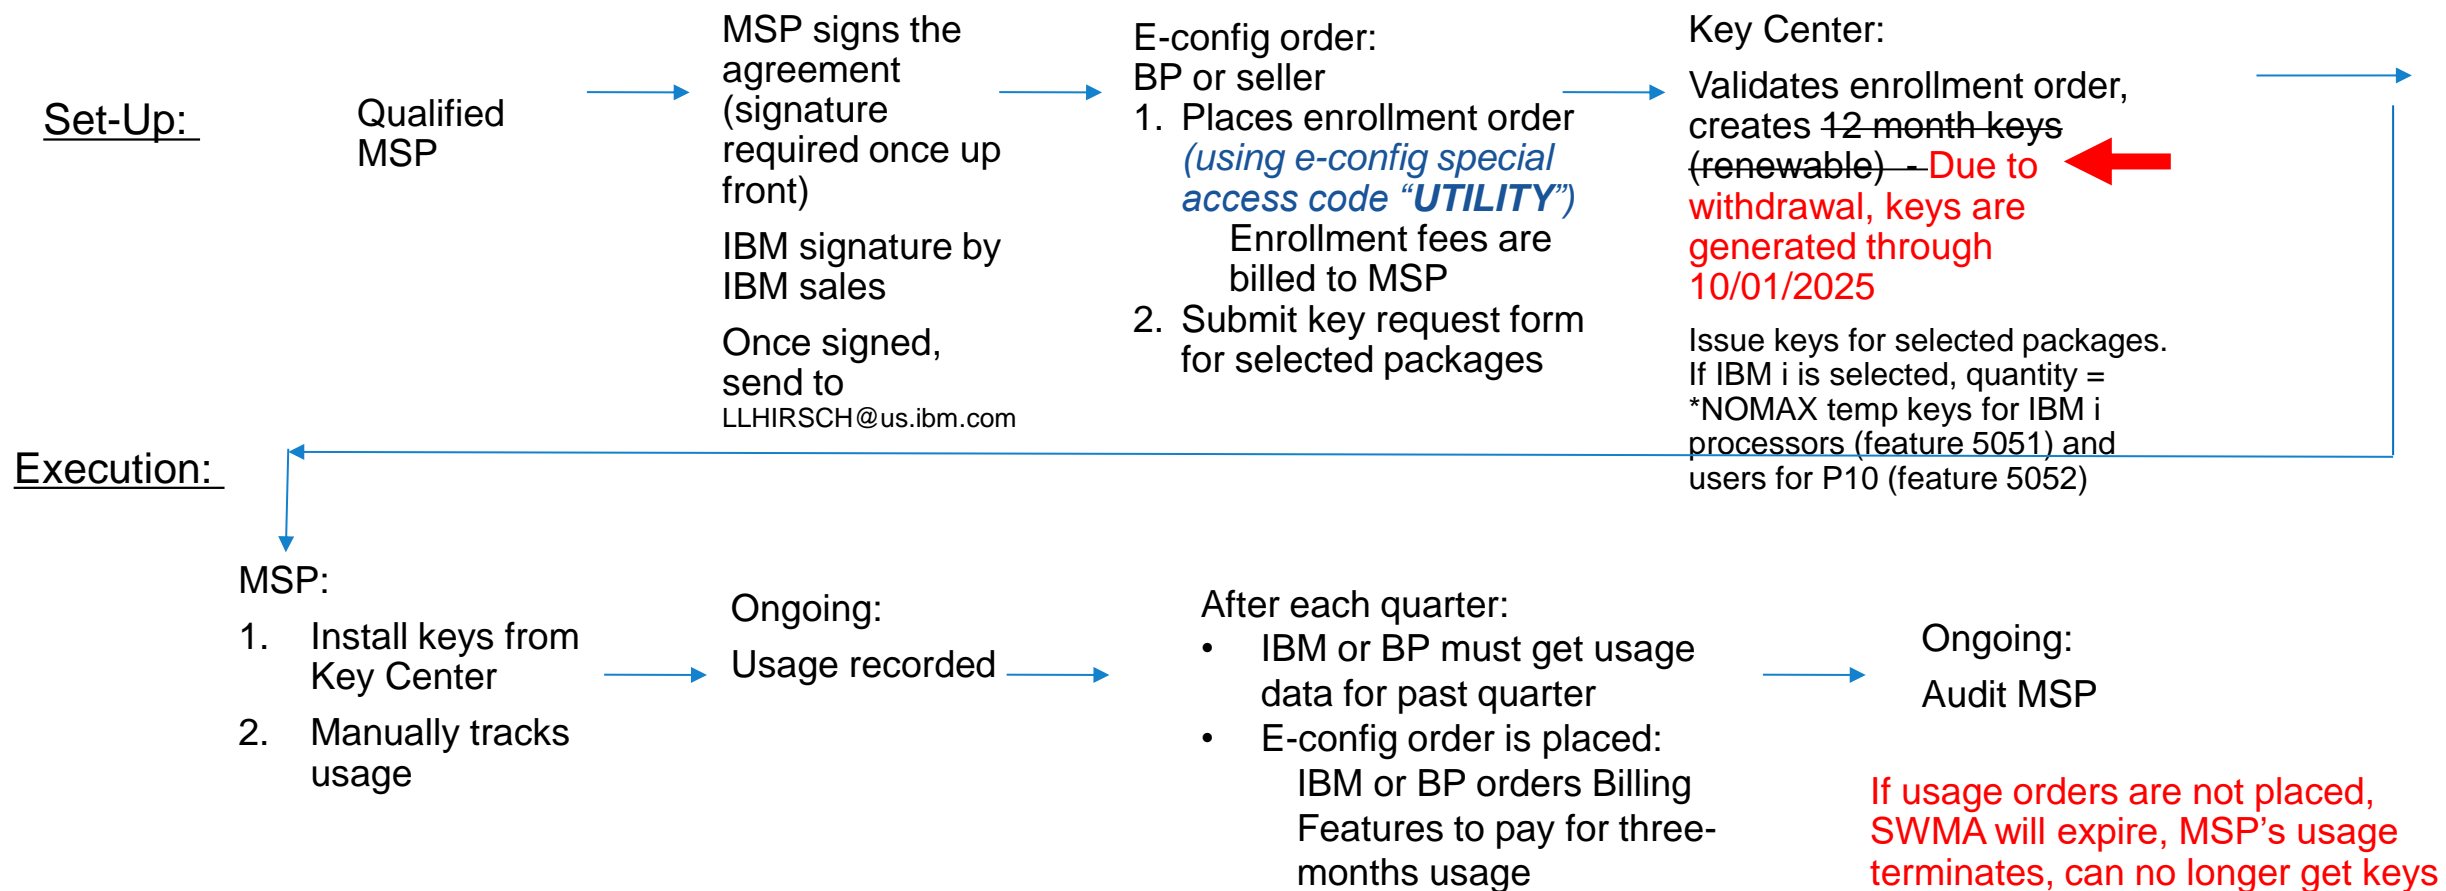 Set-Up:
Qualified
MSP
MSP signs the
agreement
(signature
required once up
front)
IBM signature by
IBM sales
Once signed,
send to
LLHIRSCH@us.ibm.com
E-config order:
BP or seller
1. Places enrollment order
(using e-config special
access code “UTILITY”)
Enrollment fees are
billed to MSP
2. Submit key request form
for selected packages
Key Center:
Validates enrollment order,
creates 12 month keys
(renewable) - Due to
withdrawal, keys are
generated through
10/01/2025
Issue keys for selected packages.
If IBM i is selected, quantity =
*NOMAX temp keys for IBM i
processors (feature 5051) and
users for P10 (feature 5052)
Execution:
MSP:
1. Install keys from
Key Center
2. Manually tracks
usage
Ongoing:
Usage recorded
After each quarter:
• IBM or BP must get usage
data for past quarter
• E-config order is placed:
IBM or BP orders Billing
Features to pay for three-
months usage
Ongoing:
Audit MSP
If usage orders are not placed,
SWMA will expire, MSP’s usage
terminates, can no longer get keys